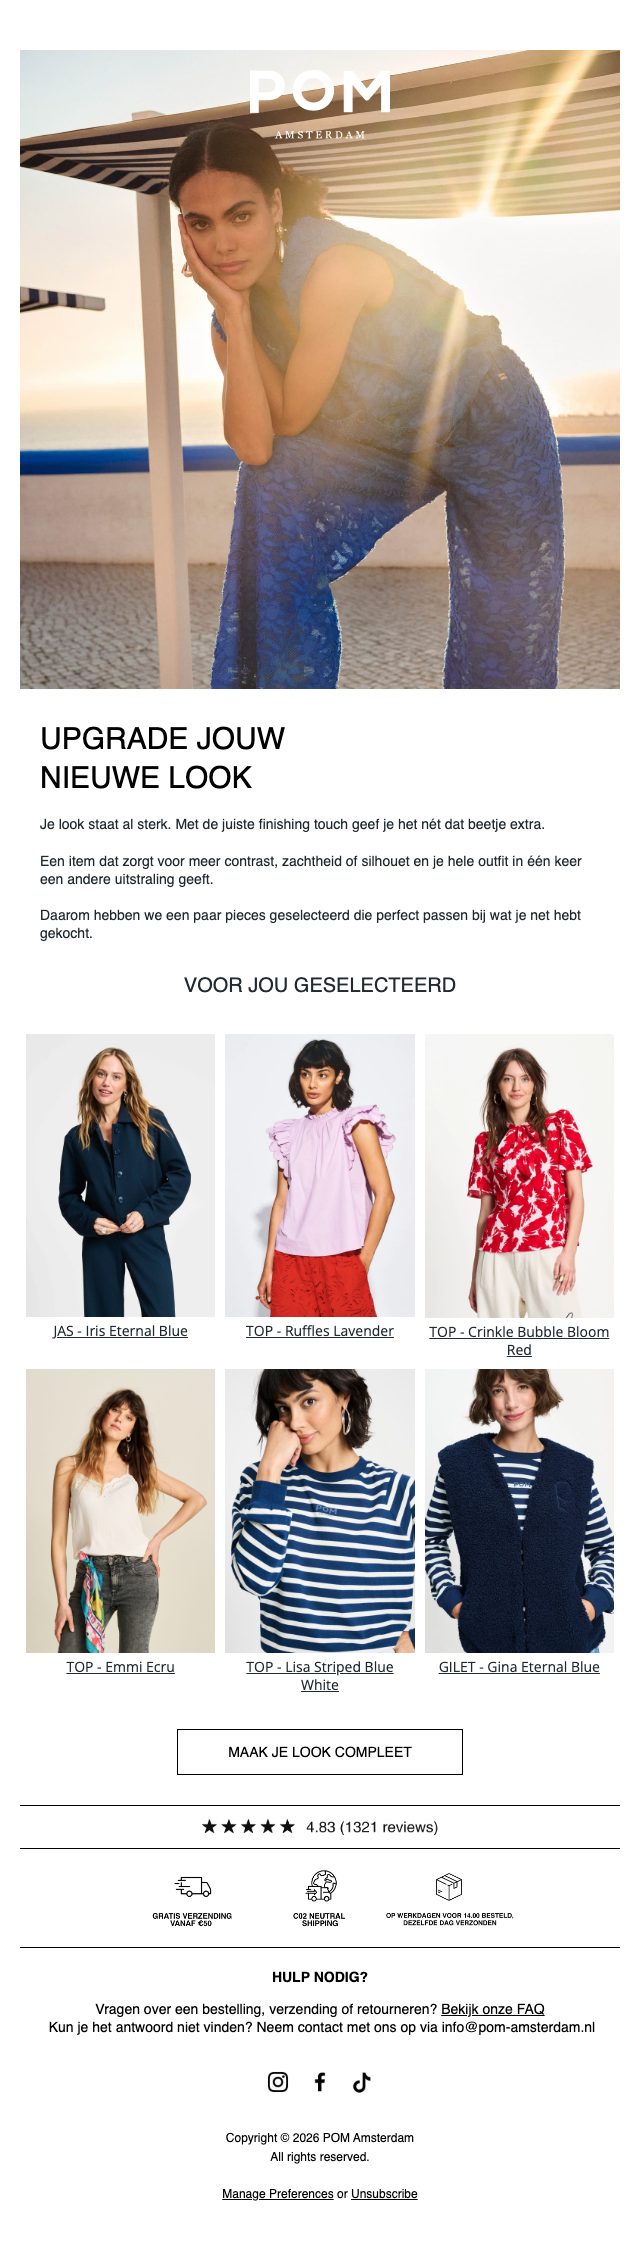 POM
AMSTERDAM
UPGRADE JOUW
NIEUWE LOOK
Je look staat al sterk. Met de juiste finishing touch geef je het nét dat beetje extra.
Een item dat zorgt voor meer contrast, zachtheid of silhouet en je hele outfit in één keer
een andere uitstraling geeft.
Daarom hebben we een paar pieces geselecteerd die perfect passen bij wat je net hebt
gekocht.
VOOR JOU GESELECTEERD
JAS - Iris Eternal Blue
TOP - Ruffles Lavender
TOP - Crinkle Bubble Bloom
Red
POM
POM
TOP - Emmi Ecru
TOP - Lisa Striped Blue
White
GILET - Gina Eternal Blue
MAAK JE LOOK COMPLEET
★★★★★ 4.83 (1321 reviews)
GRATIS VERZENDING
VANAF €50
C02 NEUTRAL
SHIPPING
OP WERKDAGEN VOOR 14.00 BESTELD,
DEZELFDE DAG VERZONDEN
HULP NODIG?
Vragen over een bestelling, verzending of retourneren? Bekijk onze FAQ
Kun je het antwoord niet vinden? Neem contact met ons op via info@pom-amsterdam.nl
Copyright © 2026 POM Amsterdam
All rights reserved.
Manage Preferences or Unsubscribe